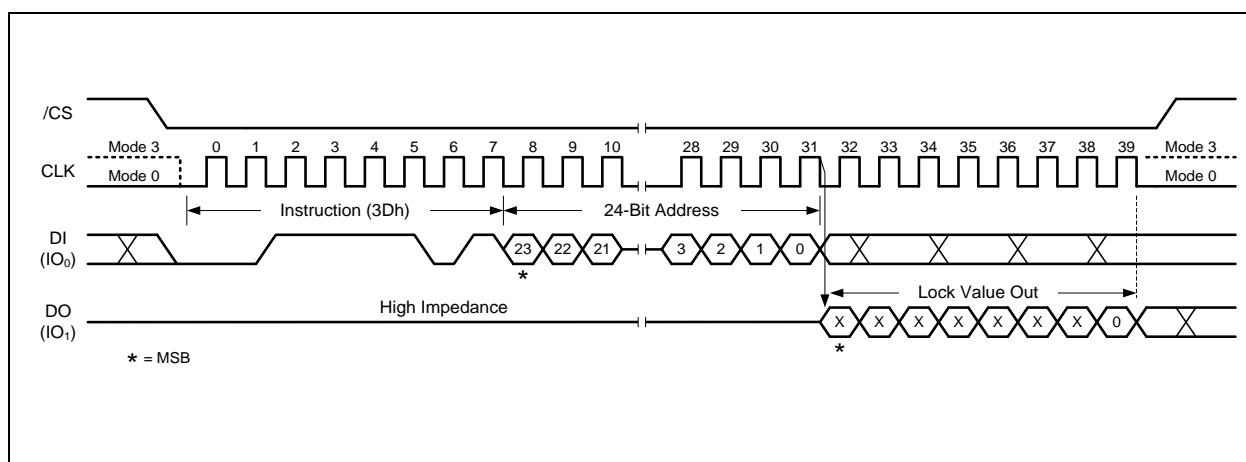 /CS
Mode 3 0 1 2 3 4 5 6 7 8 9 10 28 29 30 31 32 33 34 35 36 37 38 39 Mode 3
CLK
Mode 0 Mode 0
Instruction (3Dh) 24-Bit Address
DI
(IO0)
23 22 21 3 2 1 0
*
High Impedance Lock Value Out
DO
(IO1)
X X X X X X X 0
*
* = MSB